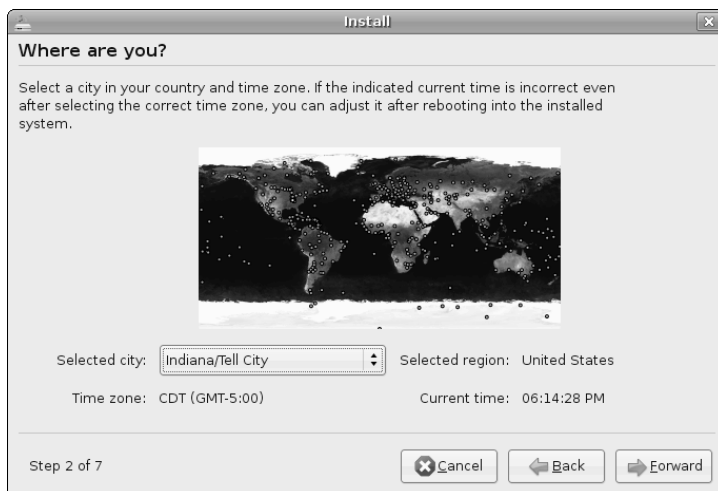 Install
Where are you?
Select a city in your country and time zone. If the indicated current time is incorrect even
after selecting the correct time zone, you can adjust it after rebooting into the installed
system.
Selected city: Indiana/Tell City Selected region: United States
Time zone: CDT (GMT-5:00) Current time: 06:14:28 PM
Step 2 of 7 Cancel Back Forward